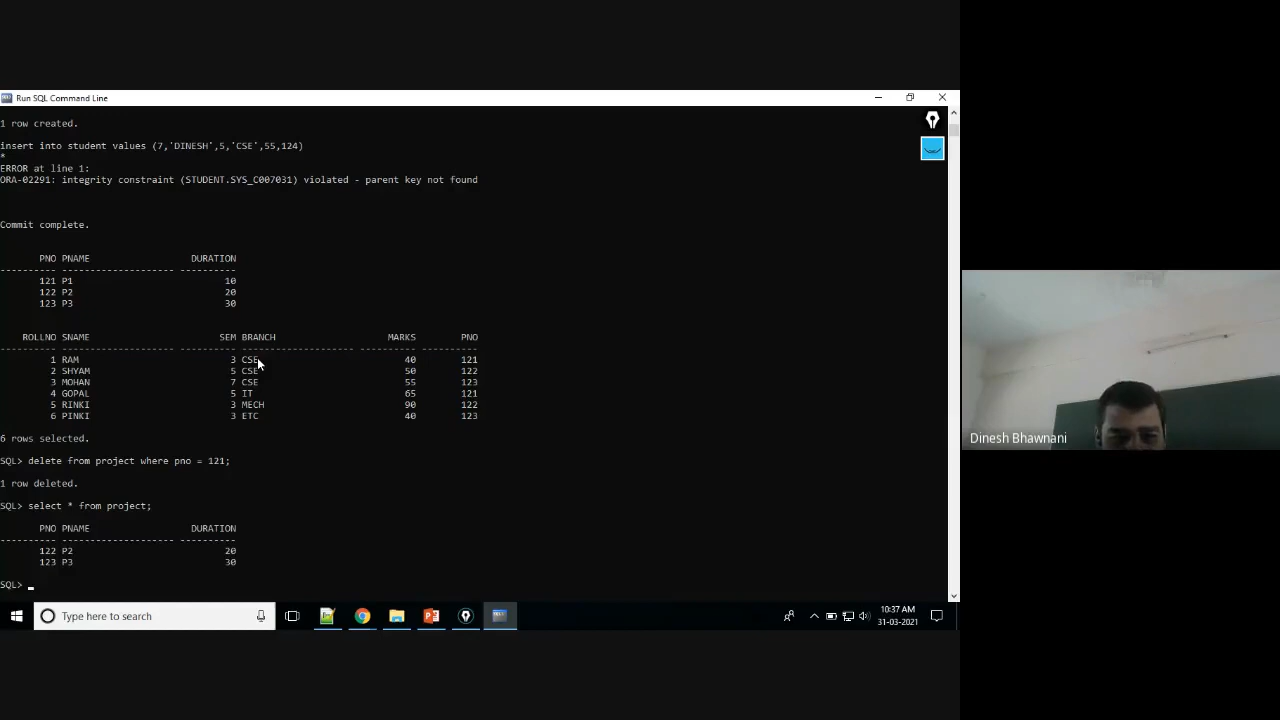 Run SQL Command Line
1 row created.
insert into student values (7,'DINESH',5,'CSE',55,124)
*
ERROR at line 1:
ORA-02291: integrity constraint (STUDENT.SYS_C007031) violated - parent key not found
Commit complete.
PNO PNAME DURATION
---------- -------------------- ----------
121 P1 10
122 P2 20
123 P3 30
ROLLNO SNAME SEM BRANCH MARKS PNO
---------- -------------------- ---------- -------------------- ---------- ----------
1 RAM 3 CSE 40 121
2 SHYAM 5 CSE 50 122
3 MOHAN 7 CSE 55 123
4 GOPAL 5 IT 65 121
5 RINKI 3 MECH 90 122
6 PINKI 3 ETC 40 123
6 rows selected.
SQL> delete from project where pno = 121;
1 row deleted.
SQL> select * from project;
PNO PNAME DURATION
---------- -------------------- ----------
122 P2 20
123 P3 30
SQL> _
Dinesh Bhawnani
Type here to search
10:37 AM
31-03-2021